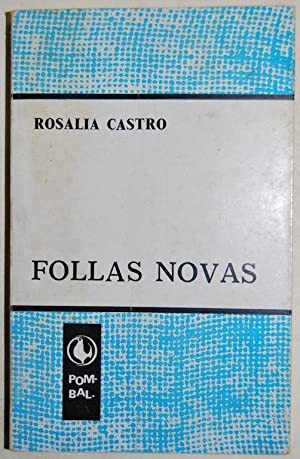 ROSALIA CASTRO
FOLLAS NOVAS
POM-
BAL.